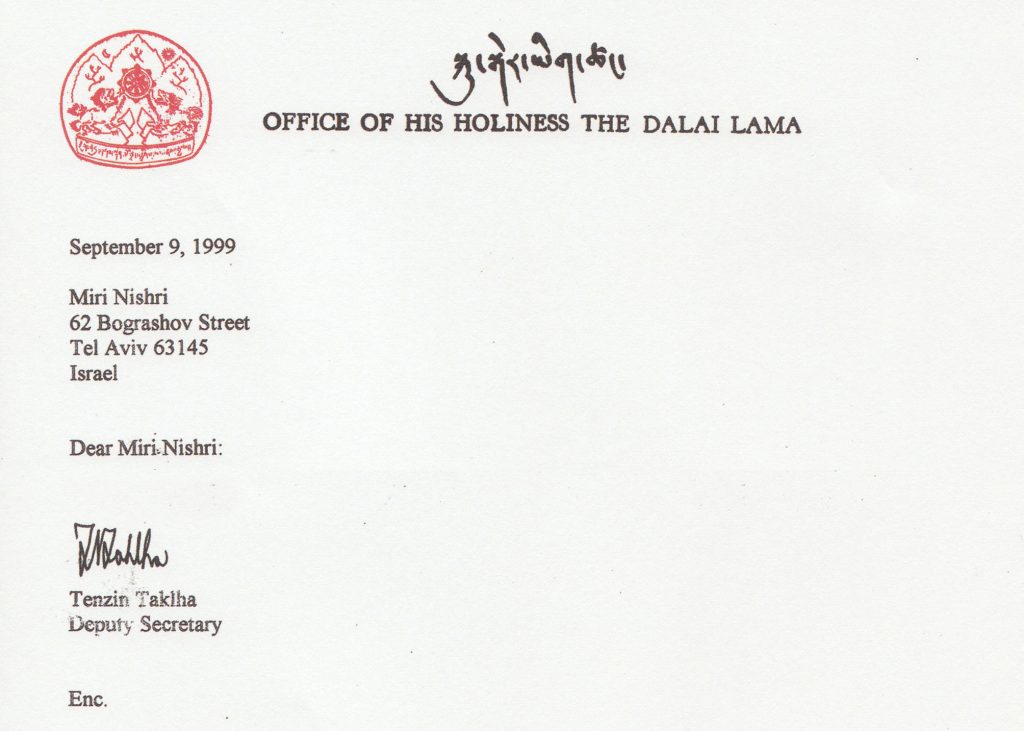 སྐུ་སྒེར་ཡིག་ཚང།
OFFICE OF HIS HOLINESS THE DALAI LAMA
September 9, 1999
Miri Nishri
62 Bograshov Street
Tel Aviv 63145
Israel
Dear Miri Nishri:
Tenzin Taklha
Deputy Secretary
Enc.